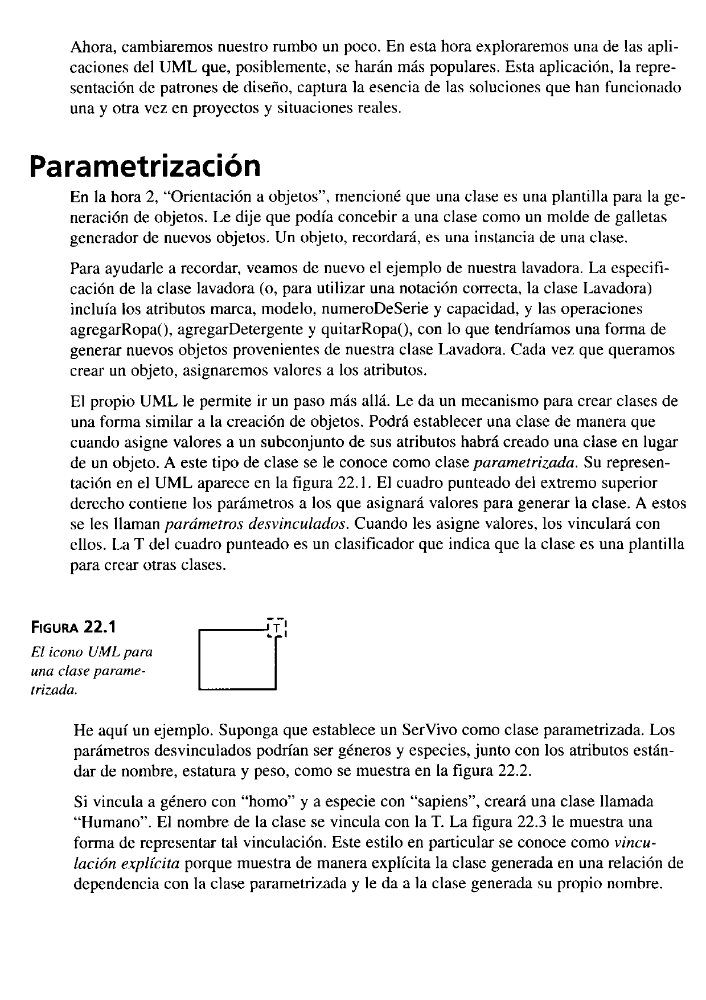 Ahora, cambiaremos nuestro rumbo un poco. En esta hora exploraremos una de las apli-
caciones del UML que, posiblemente, se harán más populares. Esta aplicación, la repre-
sentación de patrones de diseño, captura la esencia de las soluciones que han funcionado
una y otra vez en proyectos y situaciones reales.
Parametrización
En la hora 2, “Orientación a objetos”, mencioné que una clase es una plantilla para la ge-
neración de objetos. Le dije que podía concebir a una clase como un molde de galletas
generador de nuevos objetos. Un objeto, recordará, es una instancia de una clase.
Para ayudarle a recordar, veamos de nuevo el ejemplo de nuestra lavadora. La especifi-
cación de la clase lavadora (o, para utilizar una notación correcta, la clase Lavadora)
incluía los atributos marca, modelo, numeroDeSerie y capacidad, y las operaciones
agregarRopa(), agregarDetergente y quitarRopa(), con lo que tendríamos una forma de
generar nuevos objetos provenientes de nuestra clase Lavadora. Cada vez que queramos
crear un objeto, asignaremos valores a los atributos.
El propio UML le permite ir un paso más allá. Le da un mecanismo para crear clases de
una forma similar a la creación de objetos. Podrá establecer una clase de manera que
cuando asigne valores a un subconjunto de sus atributos habrá creado una clase en lugar
de un objeto. A este tipo de clase se le conoce como clase parametrizada. Su represen-
tación en el UML aparece en la figura 22.1. El cuadro punteado del extremo superior
derecho contiene los parámetros a los que asignará valores para generar la clase. A estos
se les llaman parámetros desvinculados. Cuando les asigne valores, los vinculará con
ellos. La T del cuadro punteado es un clasificador que indica que la clase es una plantilla
para crear otras clases.
FIGURA 22.1
El icono UML para
una clase parame-
trizada.
T
He aquí un ejemplo. Suponga que establece un SerVivo como clase parametrizada. Los
parámetros desvinculados podrían ser géneros y especies, junto con los atributos están-
dar de nombre, estatura y peso, como se muestra en la figura 22.2.
Si vincula a género con “homo” y a especie con “sapiens”, creará una clase llamada
“Humano”. El nombre de la clase se vincula con la T. La figura 22.3 le muestra una
forma de representar tal vinculación. Este estilo en particular se conoce como vincu-
lación explícita porque muestra de manera explícita la clase generada en una relación de
dependencia con la clase parametrizada y le da a la clase generada su propio nombre.